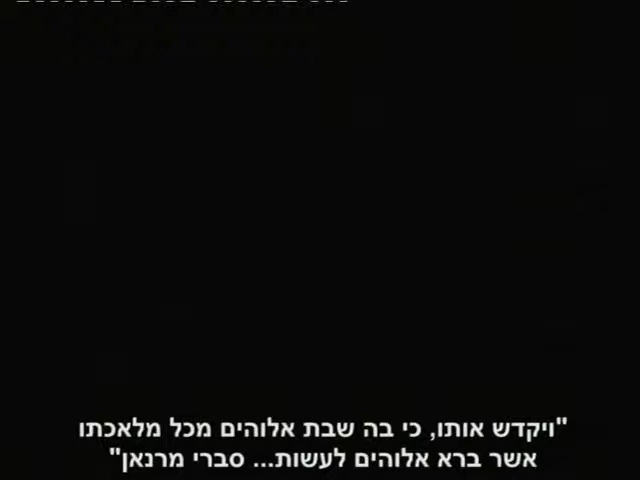 "ויקדש אותו, כי בה שבת אלוהים מכל מלאכתו
אשר ברא אלוהים לעשות... סברי מרנאן"